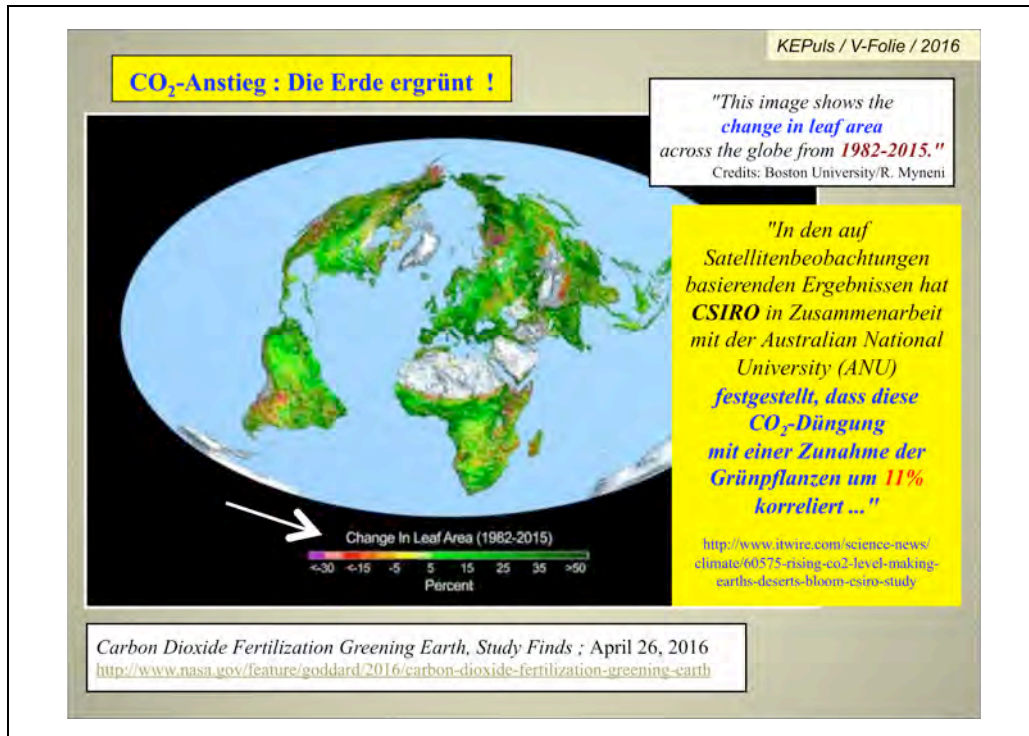 KEPuls / V-Folie / 2016
CO₂-Anstieg : Die Erde ergrünt !
"This image shows the
change in leaf area
across the globe from 1982-2015."
Credits: Boston University/R. Myneni
"In den auf
Satellitenbeobachtungen
basierenden Ergebnissen hat
CSIRO in Zusammenarbeit
mit der Australian National
University (ANU)
festgestellt, dass diese
CO₂-Düngung
mit einer Zunahme der
Grünpflanzen um 11%
korreliert ..."
http://www.itwire.com/science-news/
climate/60575-rising-co2-level-making-
earths-deserts-bloom-csiro-study
Change In Leaf Area (1982-2015)
<-30 <-15 -5 5 15 25 35 >50
Percent
Carbon Dioxide Fertilization Greening Earth, Study Finds ; April 26, 2016
http://www.nasa.gov/feature/goddard/2016/carbon-dioxide-fertilization-greening-earth